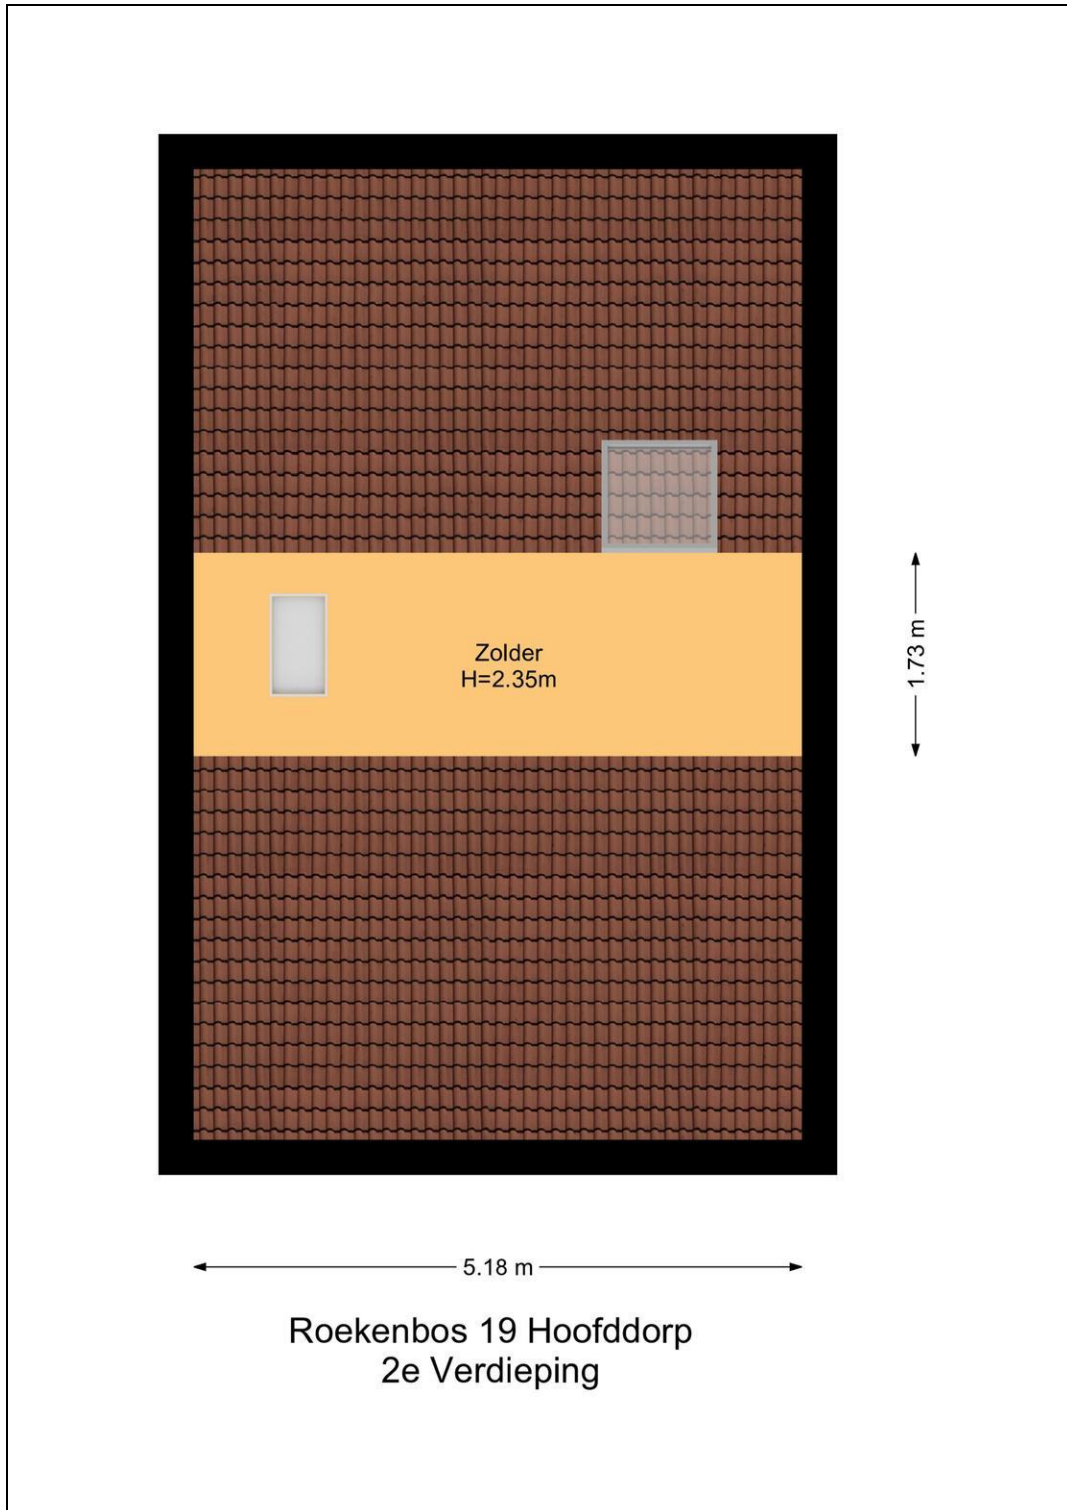 Zolder
H=2.35m
1.73 m
5.18 m
Roekenbos 19 Hoofddorp
2e Verdieping